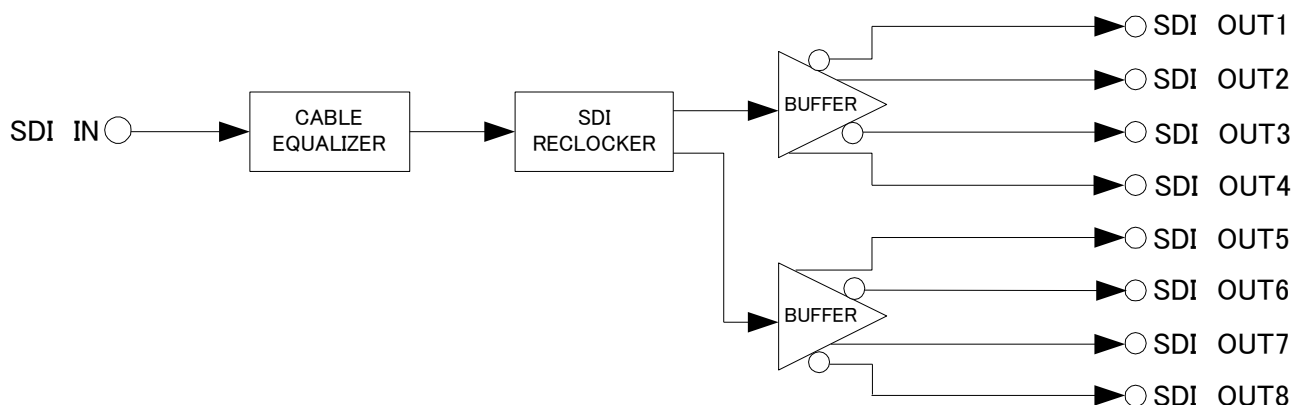 SDI IN
CABLE
EQUALIZER
SDI
RECLOCKER
BUFFER
SDI OUT1
SDI OUT2
SDI OUT3
SDI OUT4
BUFFER
SDI OUT5
SDI OUT6
SDI OUT7
SDI OUT8